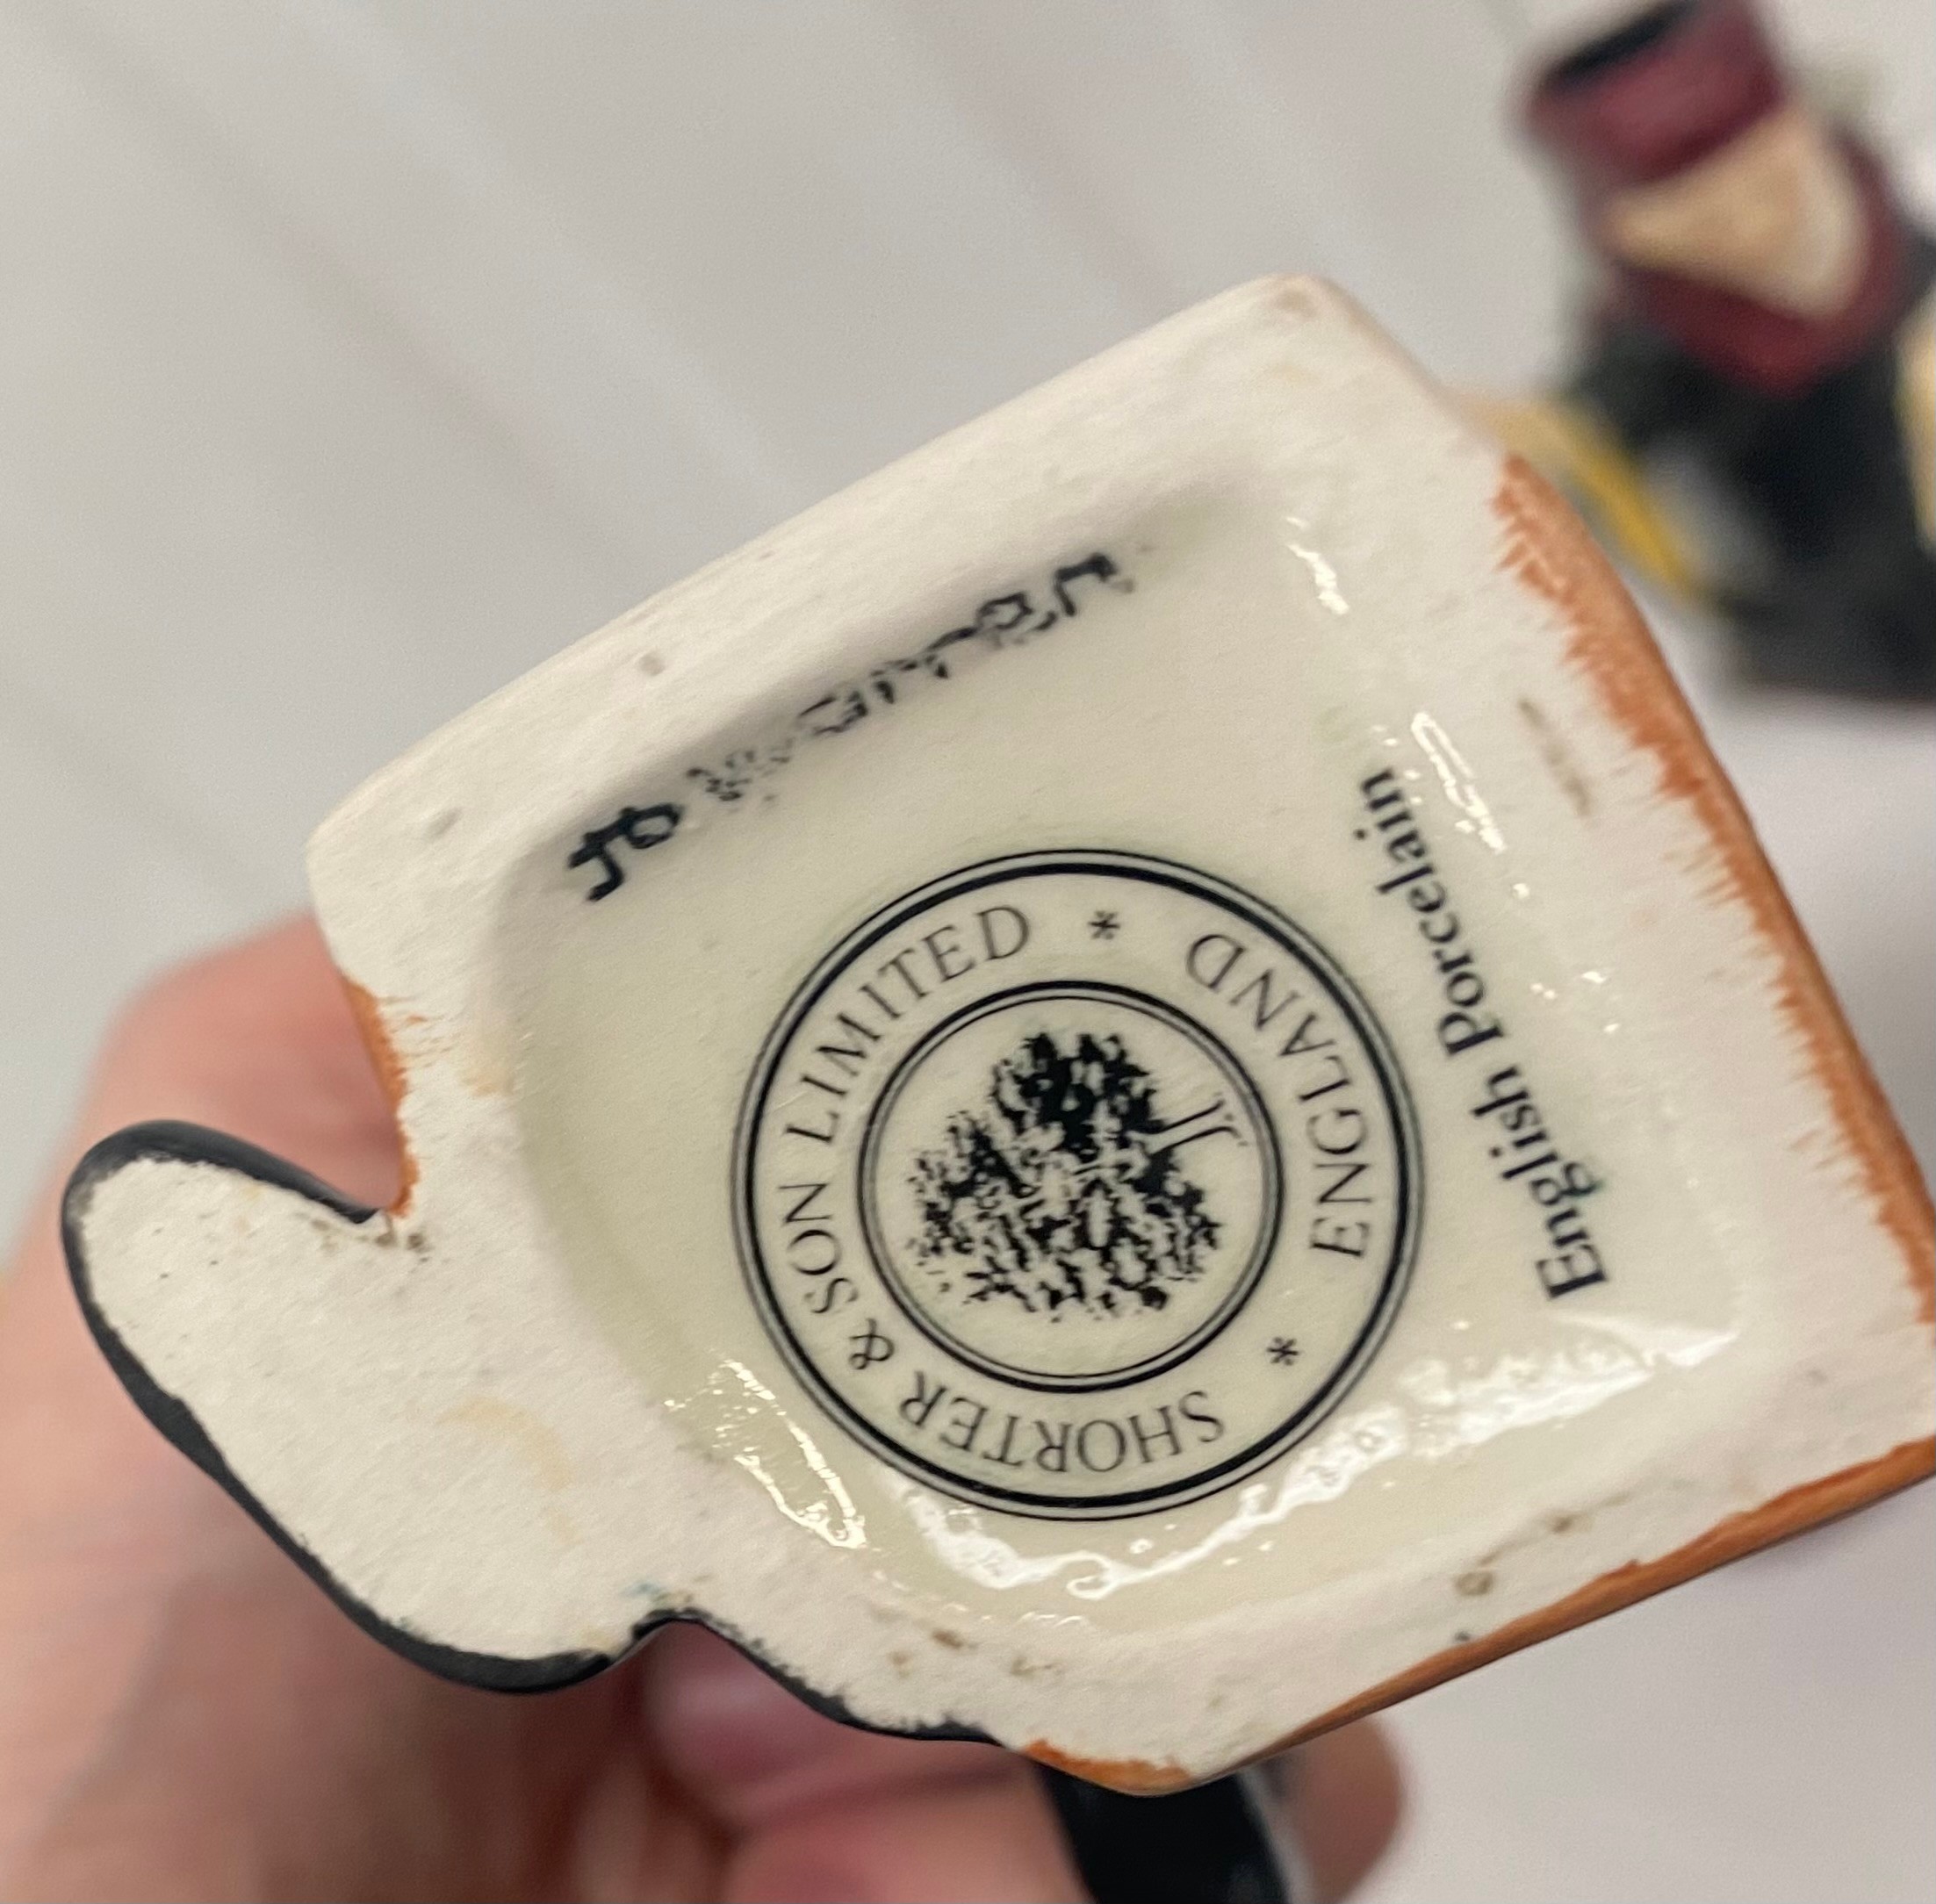 SHORTER & SON LIMITED * ENGLAND *
English Porcelain